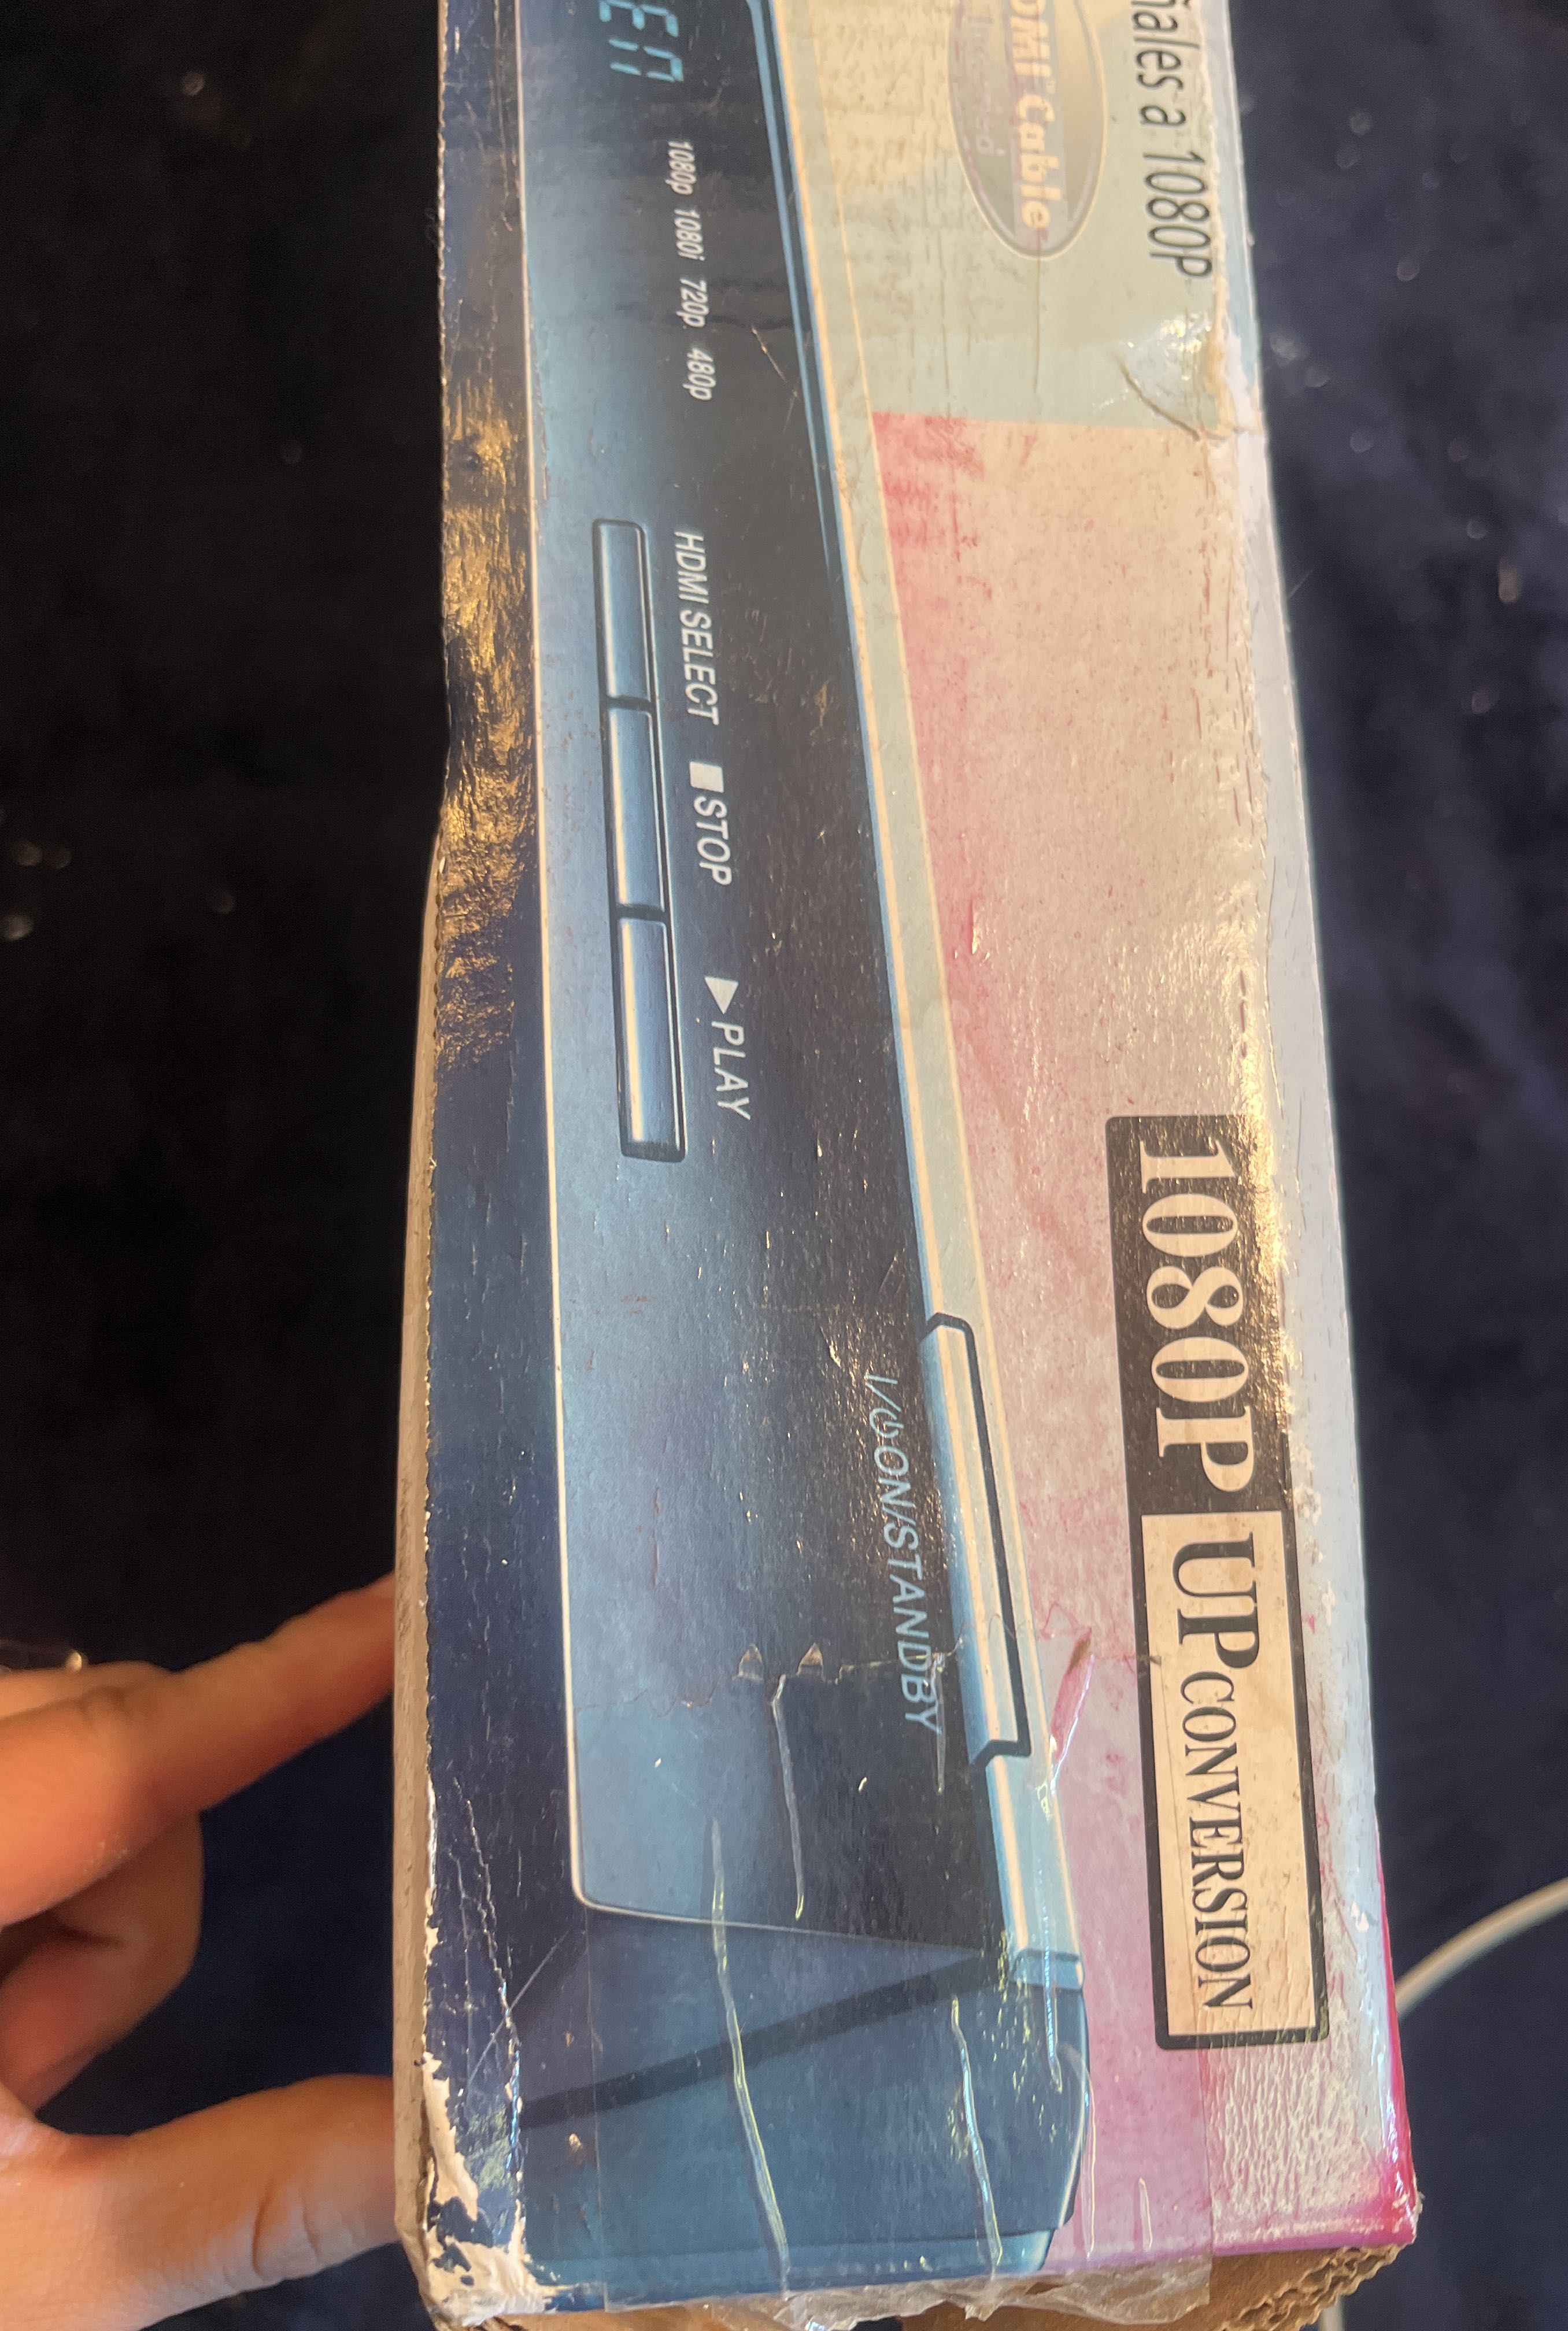 ñales a 1080P
HDMI Cable
1080P UP CONVERSION
I/⏻ ON/STANDBY
1080p 1080i 720p 480p
HDMI SELECT ■ STOP ▶ PLAY